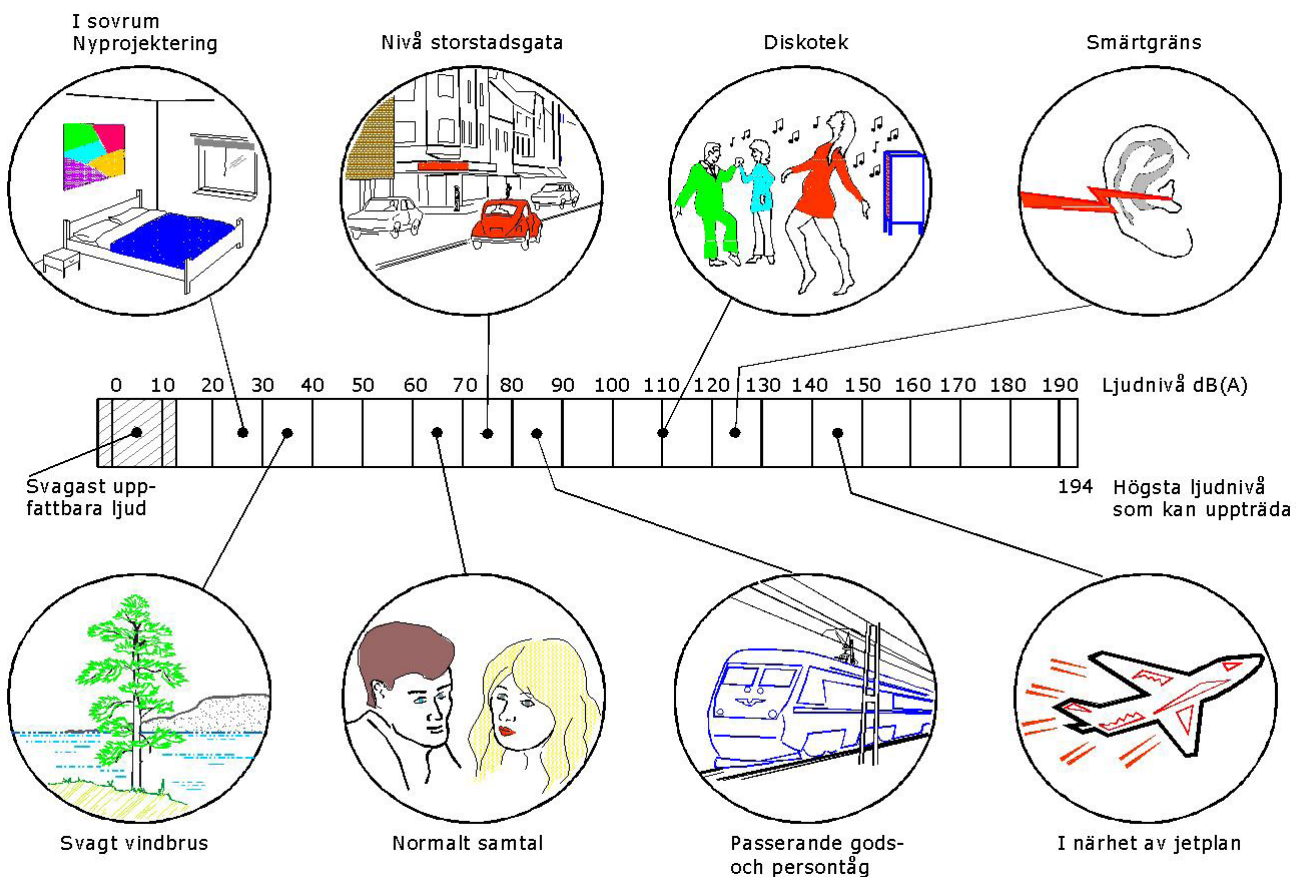 I sovrum
Nyprojektering
Nivå storstadsgata
Diskotek
Smärtgräns
0 10 20 30 40 50 60 70 80 90 100 110 120 130 140 150 160 170 180 190 Ljudnivå dB(A)
Svagast upp-
fattbara ljud
194 Högsta ljudnivå
som kan uppträda
Svagt vindbrus
Normalt samtal
Passerande gods-
och persontåg
I närhet av jetplan